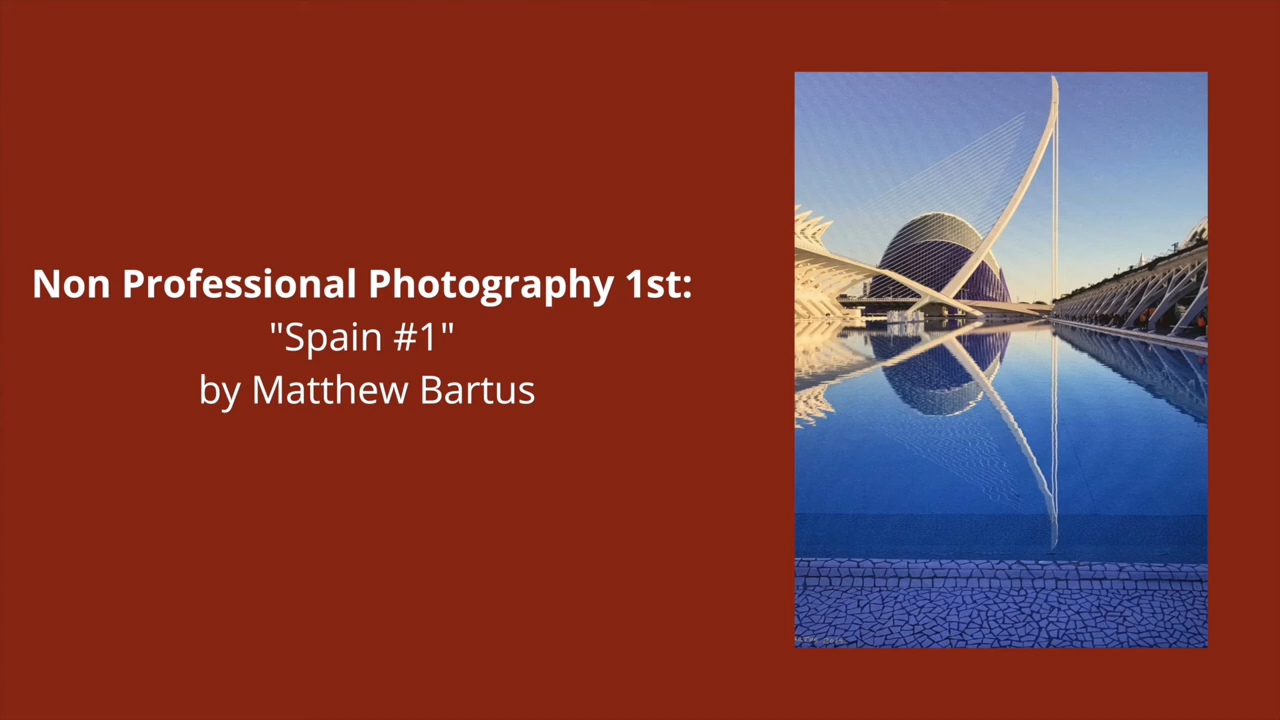 Non Professional Photography 1st:
"Spain #1"
by Matthew Bartus